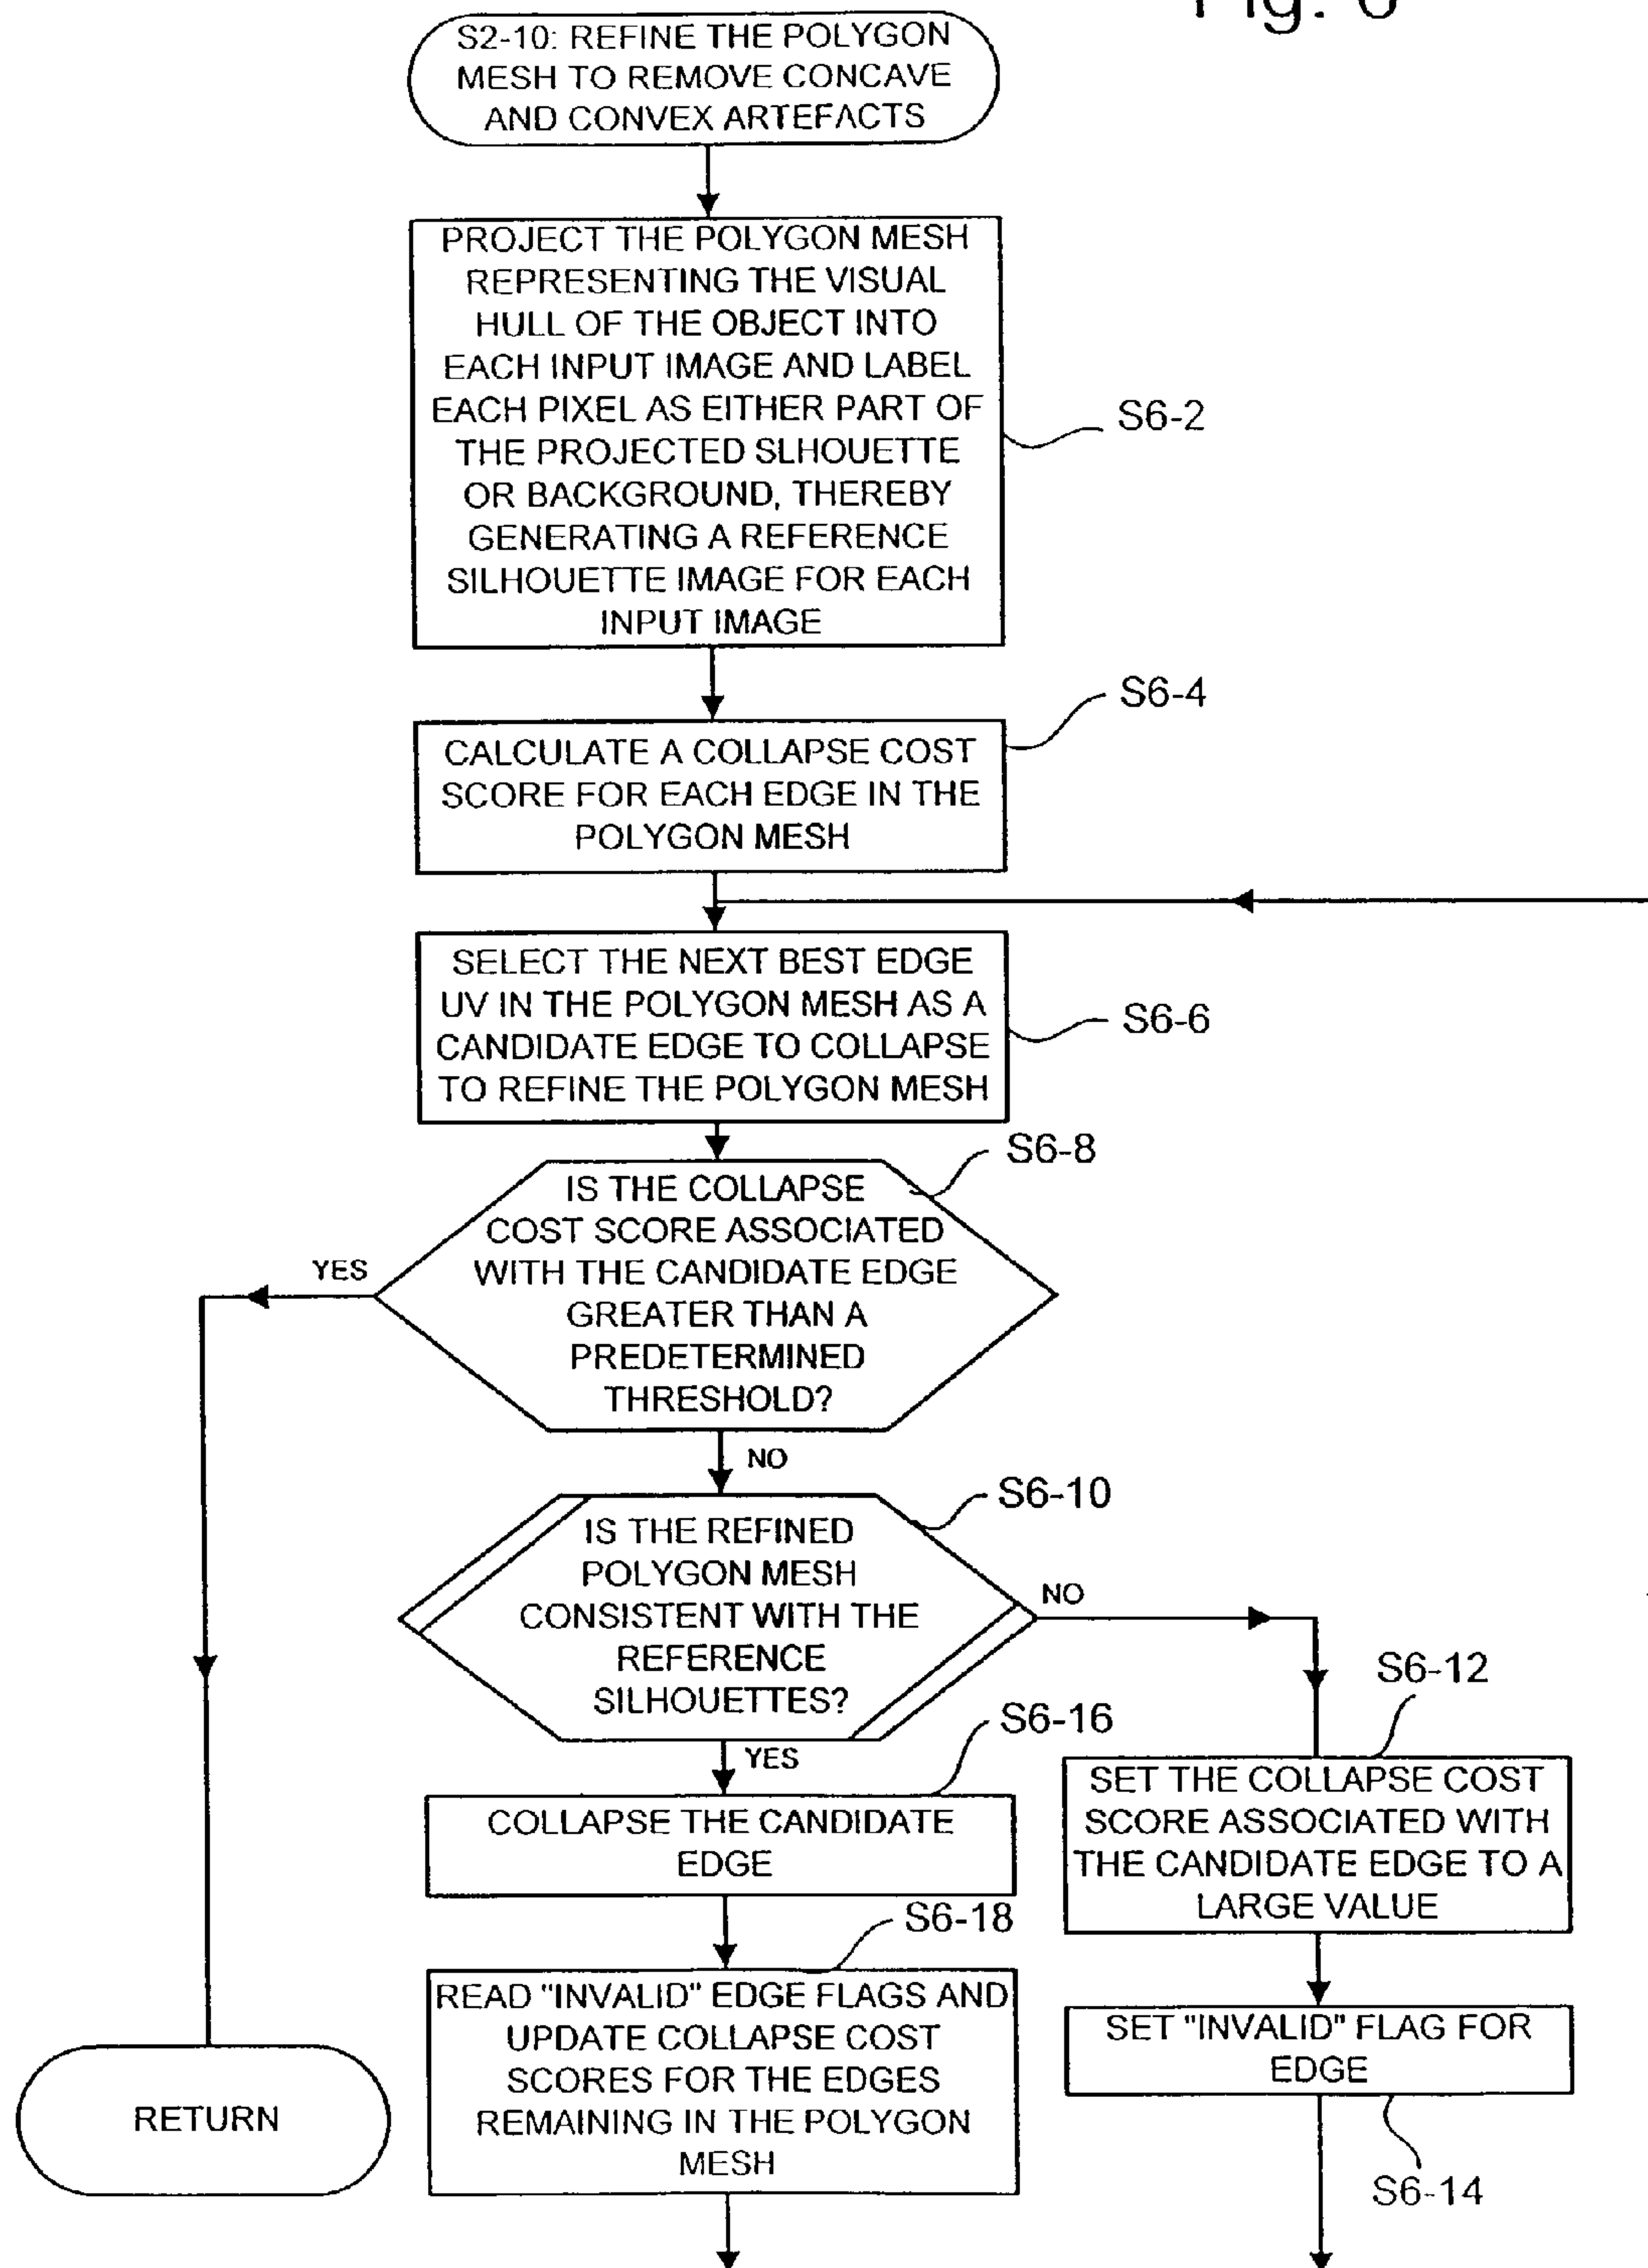 Fig. 6
S2-10: REFINE THE POLYGON
MESH TO REMOVE CONCAVE
AND CONVEX ARTEFACTS
PROJECT THE POLYGON MESH
REPRESENTING THE VISUAL
HULL OF THE OBJECT INTO
EACH INPUT IMAGE AND LABEL
EACH PIXEL AS EITHER PART OF
THE PROJECTED SLHOUETTE
OR BACKGROUND, THEREBY
GENERATING A REFERENCE
SILHOUETTE IMAGE FOR EACH
INPUT IMAGE
S6-2
S6-4
CALCULATE A COLLAPSE COST
SCORE FOR EACH EDGE IN THE
POLYGON MESH
SELECT THE NEXT BEST EDGE
UV IN THE POLYGON MESH AS A
CANDIDATE EDGE TO COLLAPSE
TO REFINE THE POLYGON MESH
S6-6
S6-8
IS THE COLLAPSE
COST SCORE ASSOCIATED
WITH THE CANDIDATE EDGE
GREATER THAN A
PREDETERMINED
THRESHOLD?
YES
NO
S6-10
IS THE REFINED
POLYGON MESH
CONSISTENT WITH THE
REFERENCE
SILHOUETTES?
NO
YES
S6-12
SET THE COLLAPSE COST
SCORE ASSOCIATED WITH
THE CANDIDATE EDGE TO A
LARGE VALUE
S6-16
COLLAPSE THE CANDIDATE
EDGE
S6-18
READ "INVALID" EDGE FLAGS AND
UPDATE COLLAPSE COST
SCORES FOR THE EDGES
REMAINING IN THE POLYGON
MESH
SET "INVALID" FLAG FOR
EDGE
S6-14
RETURN